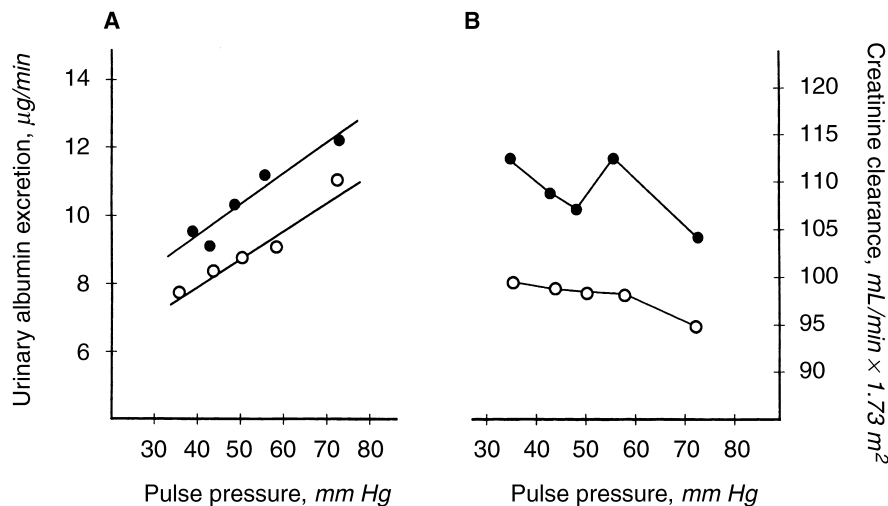 A
Urinary albumin excretion, μg/min
14
12
10
8
6
30 40 50 60 70 80
Pulse pressure, mm Hg
B
Creatinine clearance, mL/min × 1.73 m²
120
115
110
105
100
95
90
30 40 50 60 70 80
Pulse pressure, mm Hg